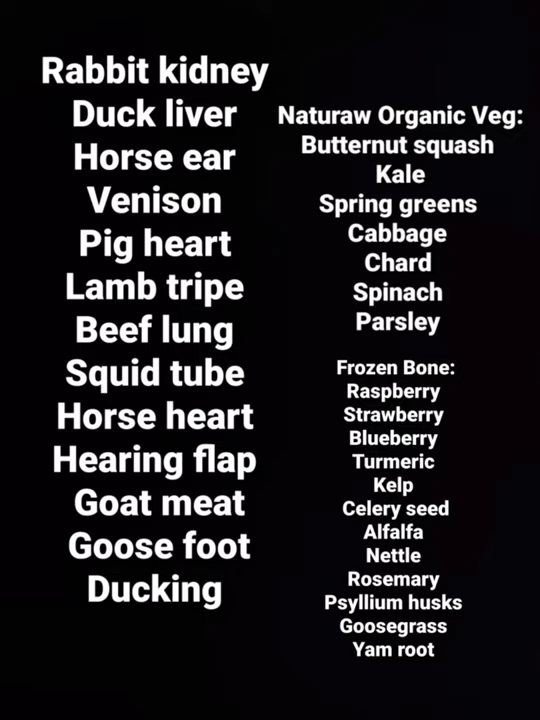 Rabbit kidney
Duck liver
Horse ear
Venison
Pig heart
Lamb tripe
Beef lung
Squid tube
Horse heart
Hearing flap
Goat meat
Goose foot
Ducking
Naturaw Organic Veg:
Butternut squash
Kale
Spring greens
Cabbage
Chard
Spinach
Parsley
Frozen Bone:
Raspberry
Strawberry
Blueberry
Turmeric
Kelp
Celery seed
Alfalfa
Nettle
Rosemary
Psyllium husks
Goosegrass
Yam root